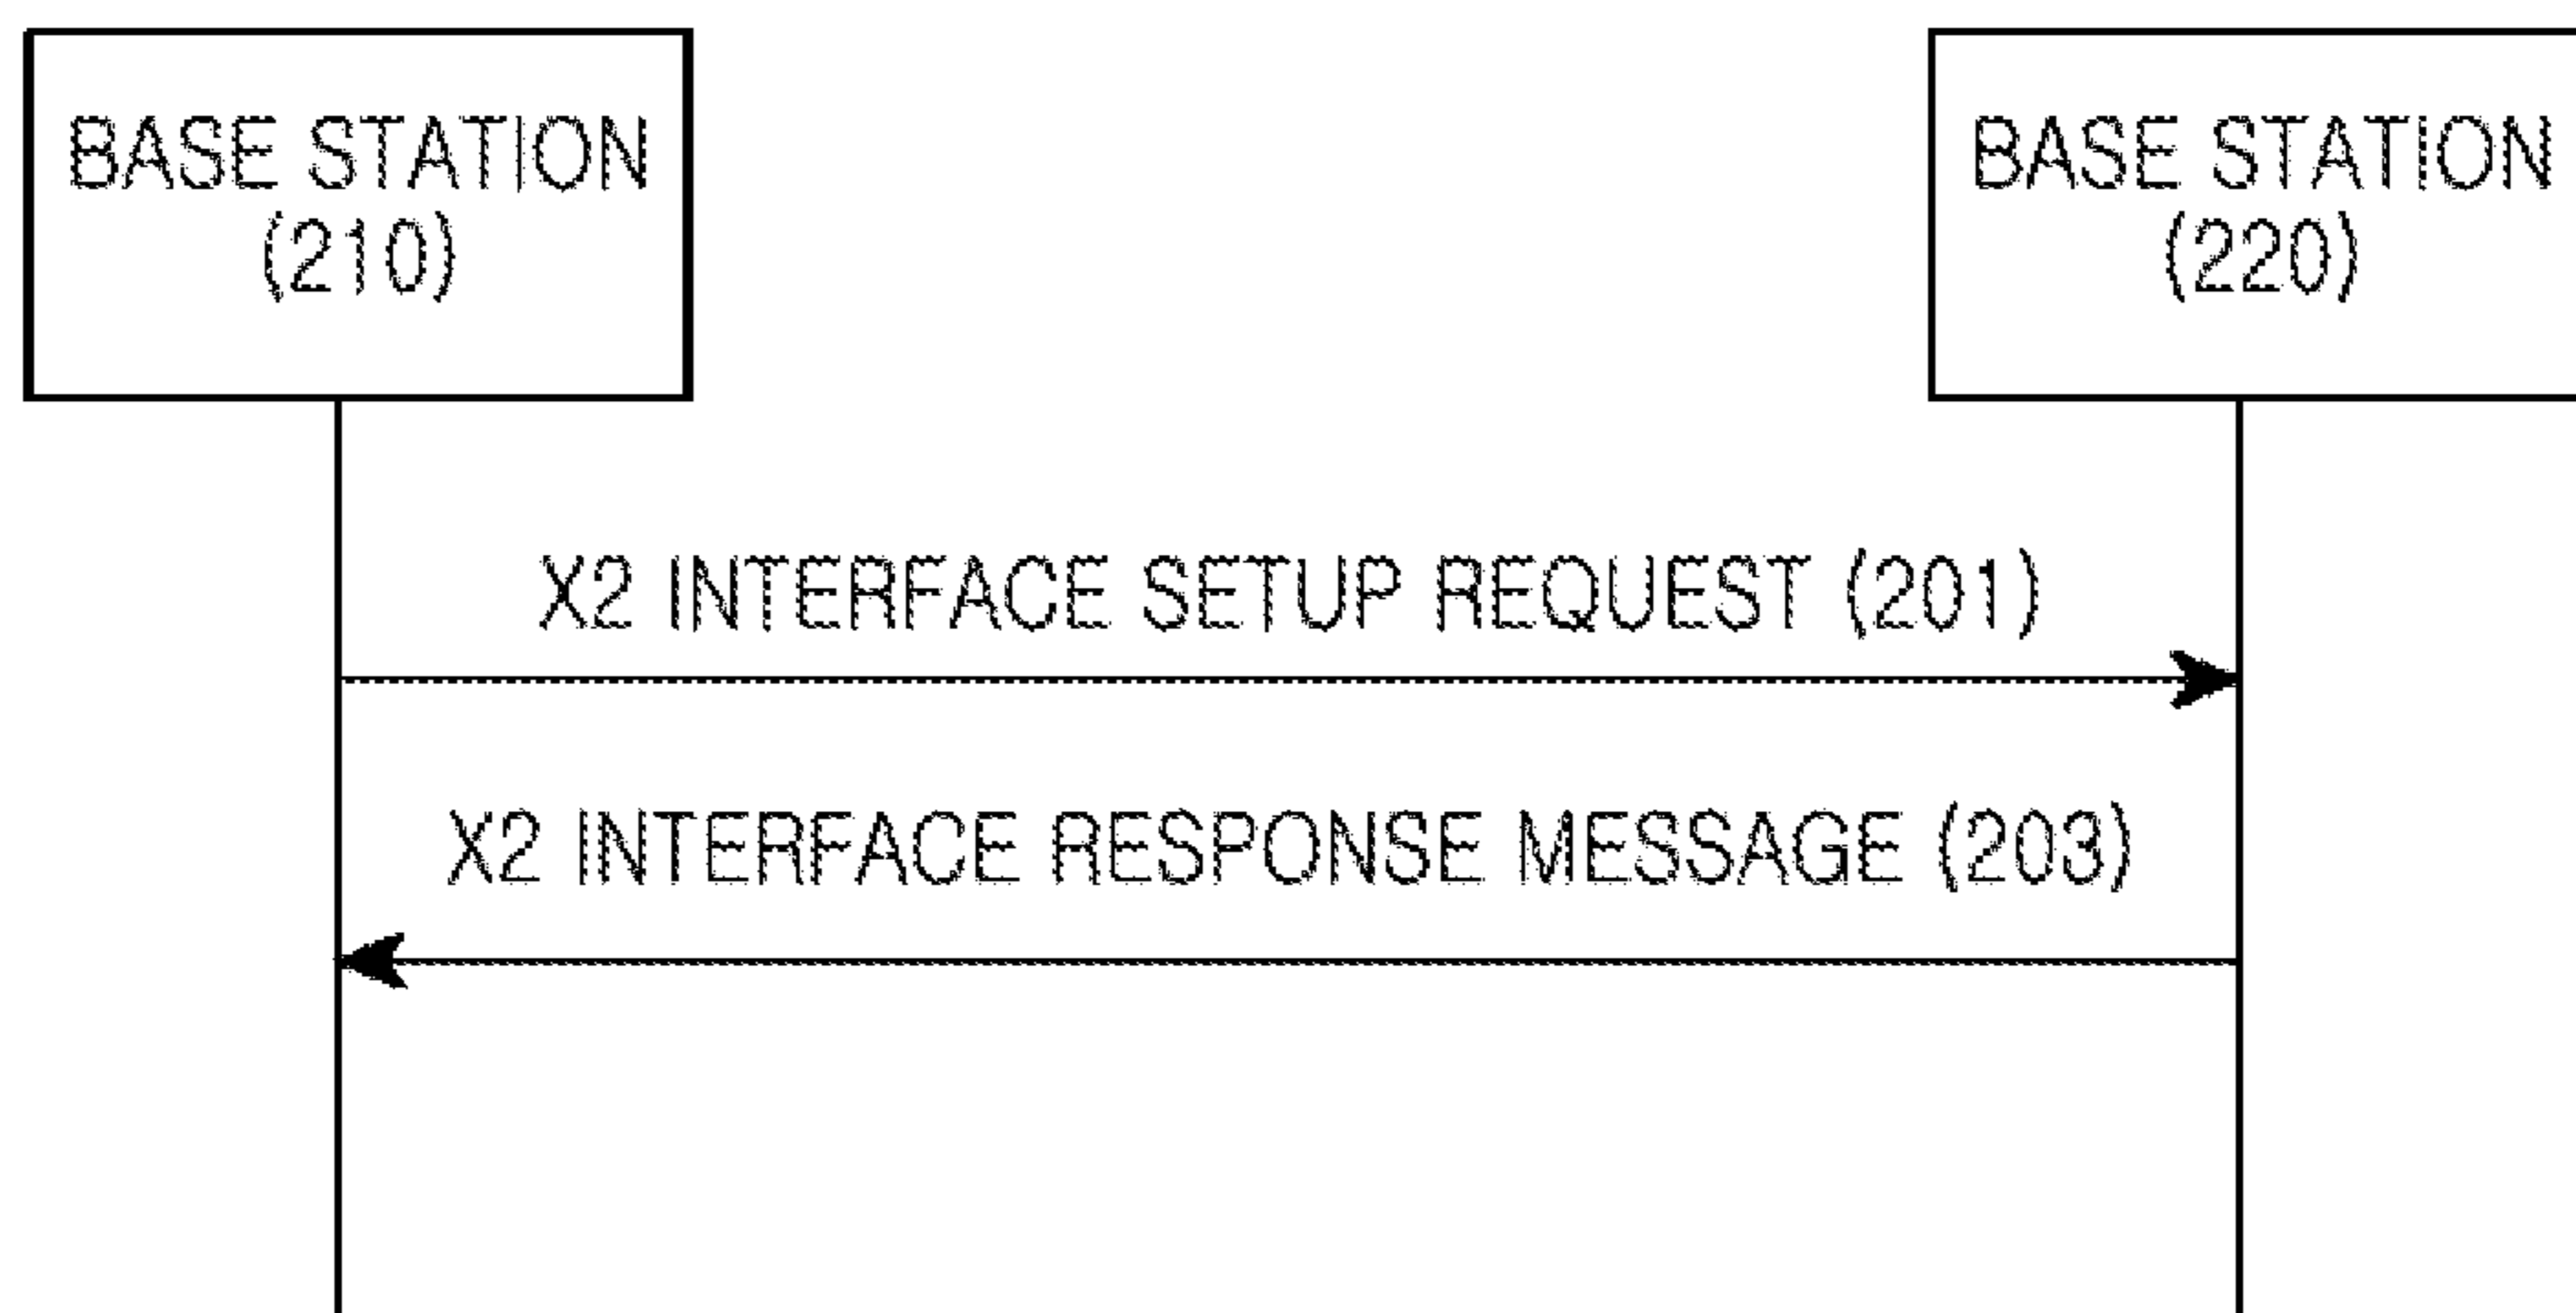 BASE STATION
(210)
BASE STATION
(220)
X2 INTERFACE SETUP REQUEST (201)
X2 INTERFACE RESPONSE MESSAGE (203)